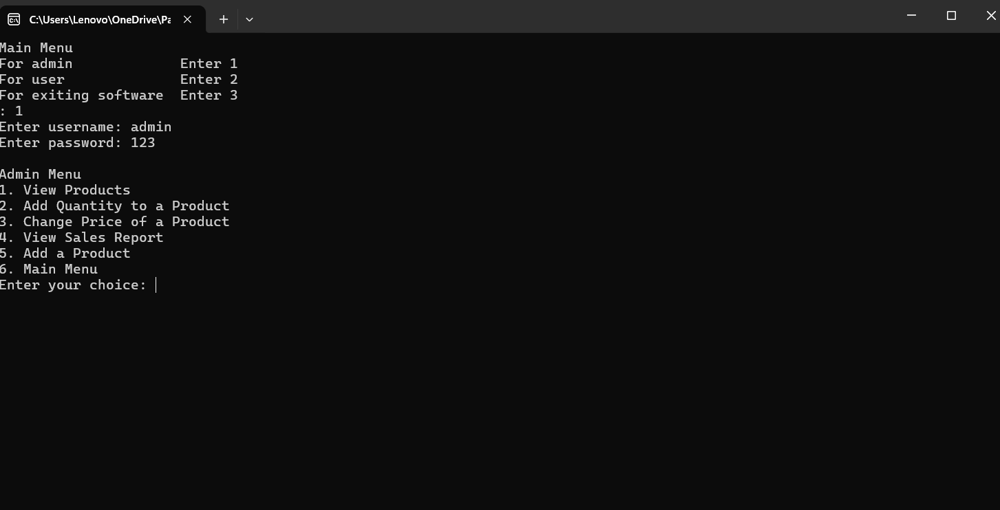 C:\Users\Lenovo\OneDrive\Pa
Main Menu
For admin             Enter 1
For user              Enter 2
For exiting software  Enter 3
: 1
Enter username: admin
Enter password: 123

Admin Menu
1. View Products
2. Add Quantity to a Product
3. Change Price of a Product
4. View Sales Report
5. Add a Product
6. Main Menu
Enter your choice: